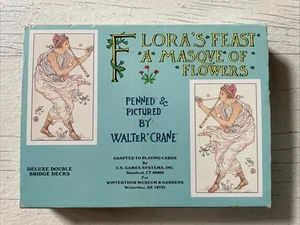 FLORA'S·FEAST
·A·MASQVE·OF·
FLOWERS·
PENNED &
PICTURED
BY
WALTER·CRANE
ADAPTED TO PLAYING CARDS
By
U.S. GAMES SYSTEMS, INC.
Stamford, CT 06902
For
WINTERTHUR MUSEUM & GARDENS
Winterthur, DE 19735
DELUXE DOUBLE
BRIDGE DECKS